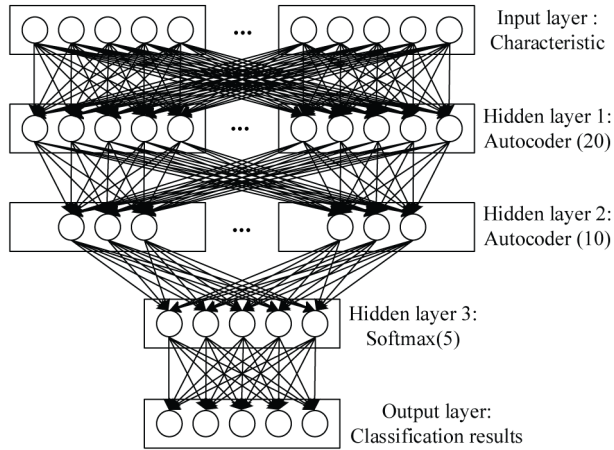 Input layer :
Characteristic
...
Hidden layer 1:
Autocoder (20)
...
Hidden layer 2:
Autocoder (10)
...
Hidden layer 3:
Softmax(5)
Output layer:
Classification results